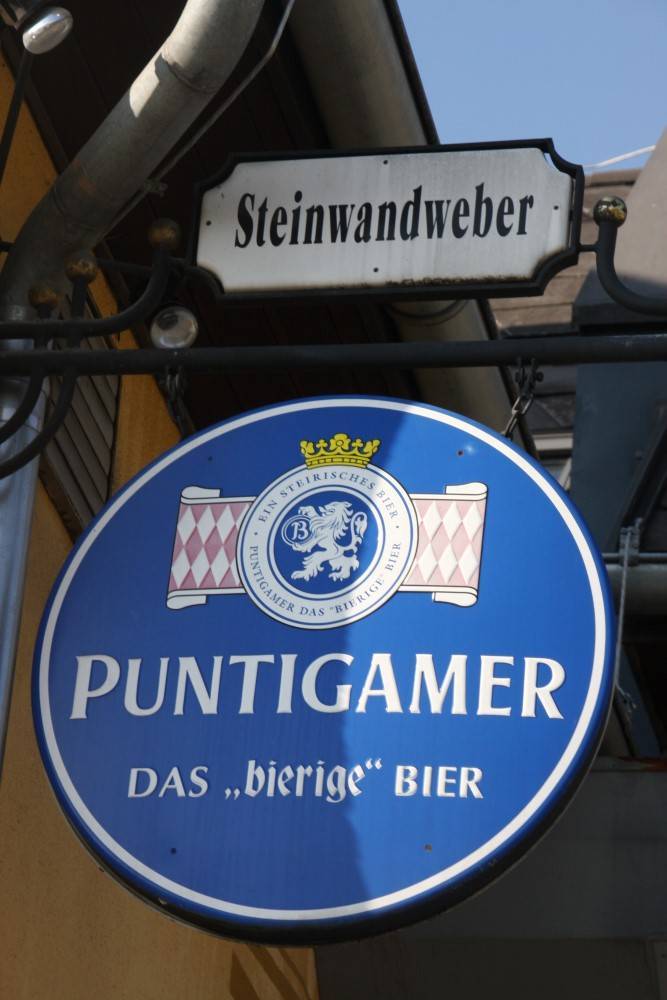 Steinwandweber
EIN STEIRISCHES BIER
PUNTIGAMER DAS "BIERIGE" BIER
B
PUNTIGAMER
DAS „bierige“ BIER